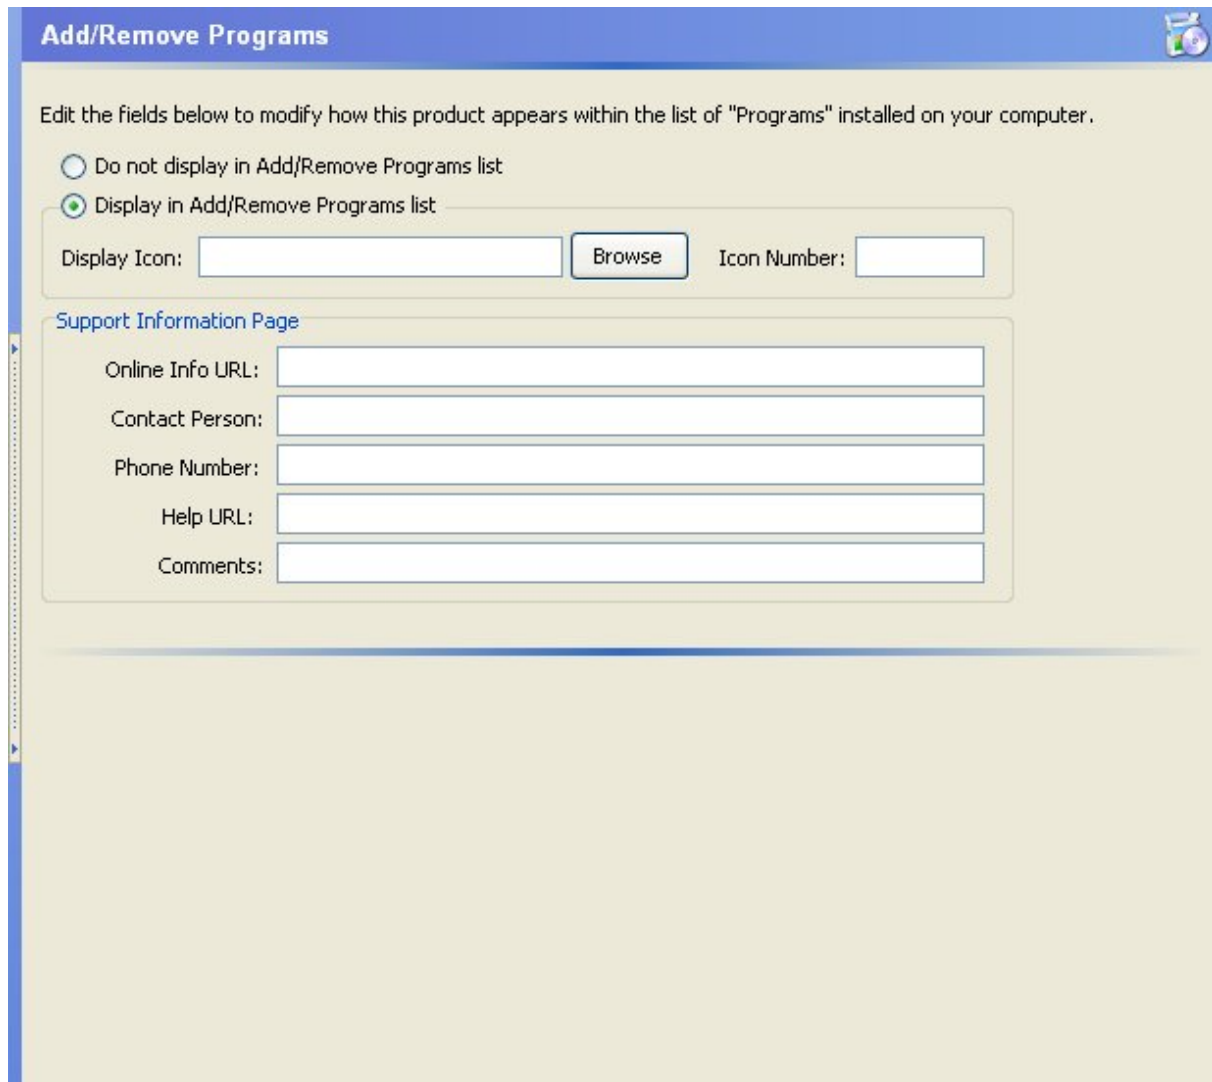 Add/Remove Programs
Edit the fields below to modify how this product appears within the list of "Programs" installed on your computer.
Do not display in Add/Remove Programs list
Display in Add/Remove Programs list
Display Icon: Browse Icon Number:
Support Information Page
Online Info URL:
Contact Person:
Phone Number:
Help URL:
Comments: